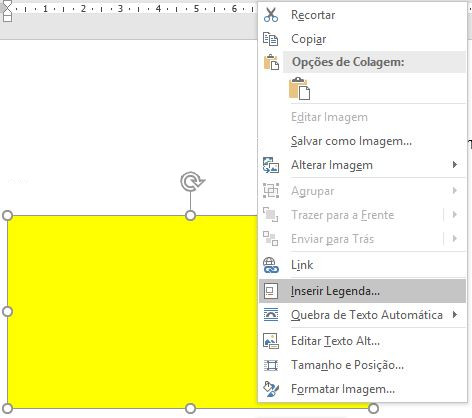 1 · 2 · 3 · 4 · 5 · 6 ·
Recortar
Copiar
Opções de Colagem:
Editar Imagem
Salvar como Imagem...
Alterar Imagem
Agrupar
Trazer para a Frente
Enviar para Trás
Link
Inserir Legenda...
Quebra de Texto Automática
Editar Texto Alt...
Tamanho e Posição...
Formatar Imagem...